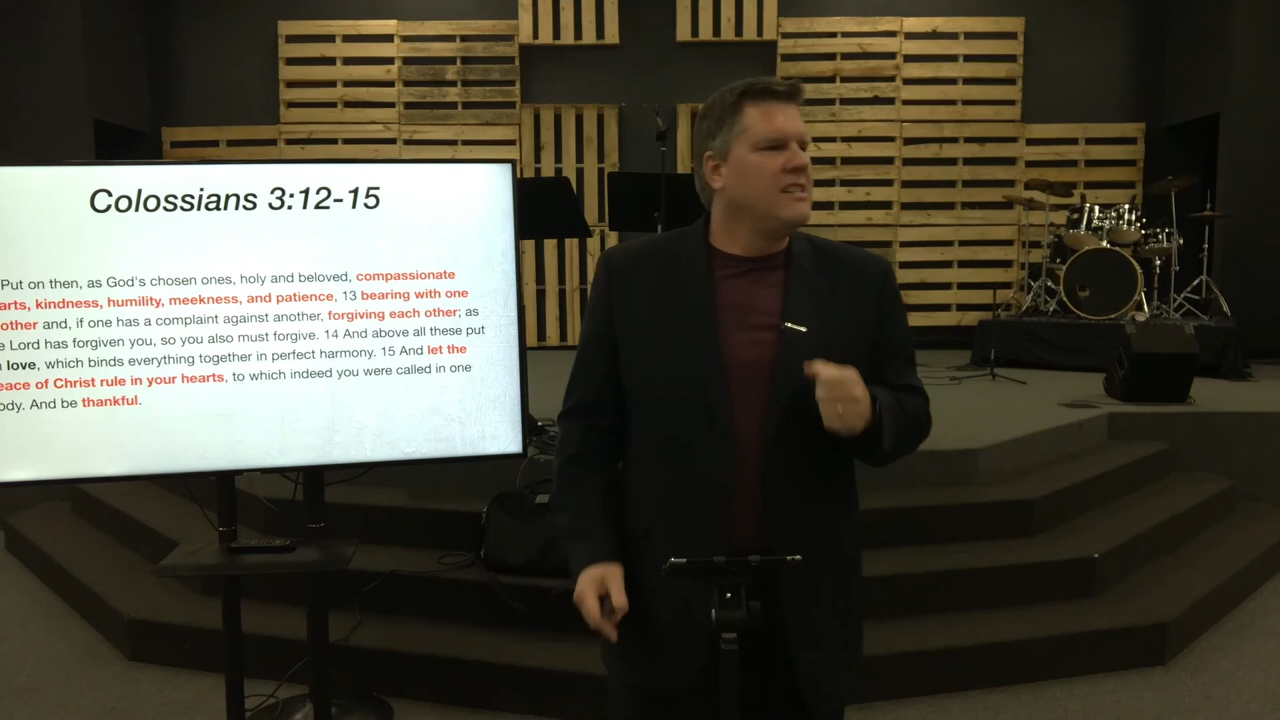 Colossians 3:12-15
Put on then, as God's chosen ones, holy and beloved, compassionate
arts, kindness, humility, meekness, and patience, 13 bearing with one
other and, if one has a complaint against another, forgiving each other; as
e Lord has forgiven you, so you also must forgive. 14 And above all these put
love, which binds everything together in perfect harmony. 15 And let the
eace of Christ rule in your hearts, to which indeed you were called in one
ody. And be thankful.